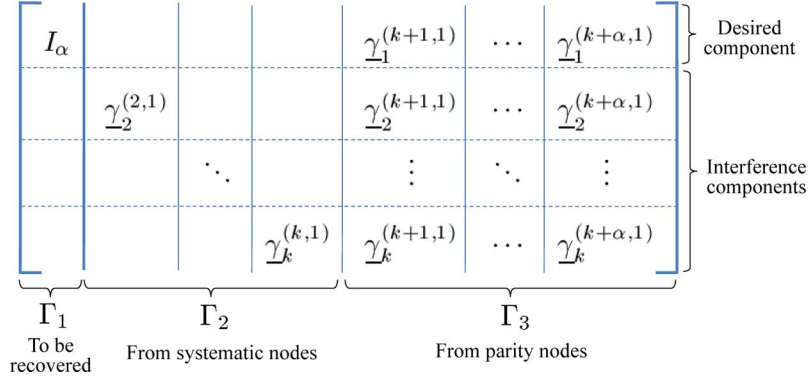 I_α γ_1^{(k+1,1)} ⋯ γ_1^{(k+α,1)} Desired component
γ_2^{(2,1)} γ_2^{(k+1,1)} ⋯ γ_2^{(k+α,1)}
⋱ ⋮ ⋱ ⋮ Interference components
γ_k^{(k,1)} γ_k^{(k+1,1)} ⋯ γ_k^{(k+α,1)}
Γ_1 Γ_2 Γ_3
To be recovered From systematic nodes From parity nodes